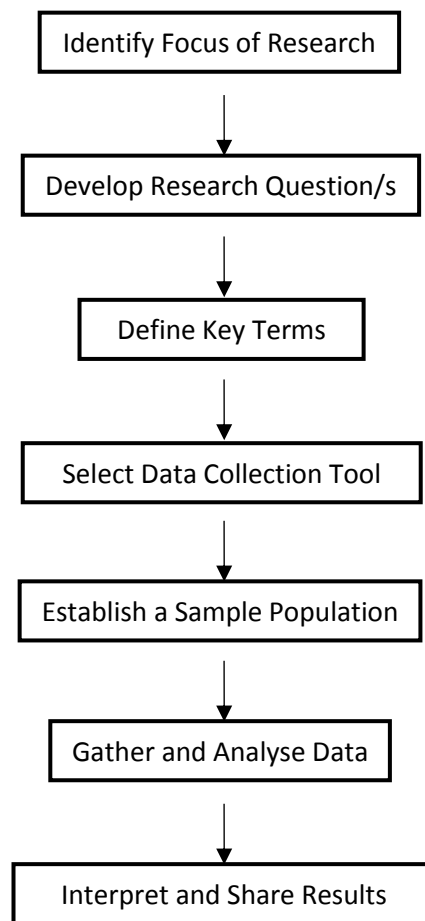 Identify Focus of Research
Develop Research Question/s
Define Key Terms
Select Data Collection Tool
Establish a Sample Population
Gather and Analyse Data
Interpret and Share Results